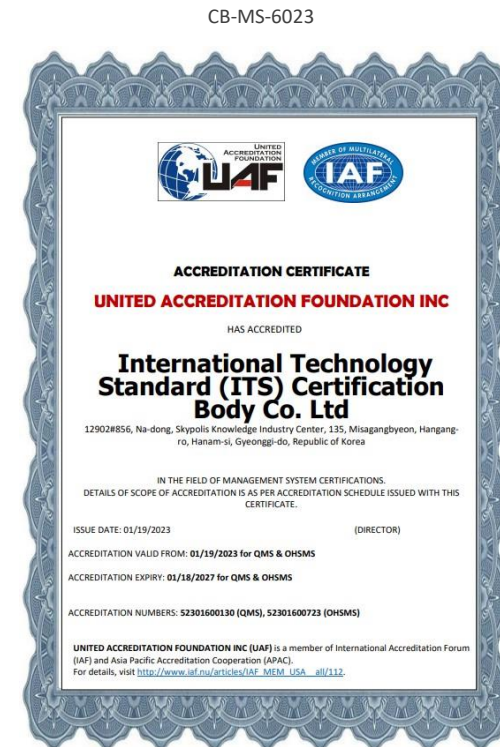 CB-MS-6023
UNITED
ACCREDITATION
FOUNDATION
UAF
MEMBER OF MULTILATERAL
IAF
RECOGNITION ARRANGEMENT
ACCREDITATION CERTIFICATE
UNITED ACCREDITATION FOUNDATION INC
HAS ACCREDITED
International Technology
Standard (ITS) Certification
Body Co. Ltd
12902#856, Na-dong, Skypolis Knowledge Industry Center, 135, Misagangbyeon, Hangang-
ro, Hanam-si, Gyeonggi-do, Republic of Korea
IN THE FIELD OF MANAGEMENT SYSTEM CERTIFICATIONS.
DETAILS OF SCOPE OF ACCREDITATION IS AS PER ACCREDITATION SCHEDULE ISSUED WITH THIS
CERTIFICATE.
ISSUE DATE: 01/19/2023 (DIRECTOR)
ACCREDITATION VALID FROM: 01/19/2023 for QMS & OHSMS
ACCREDITATION EXPIRY: 01/18/2027 for QMS & OHSMS
ACCREDITATION NUMBERS: 52301600130 (QMS), 52301600723 (OHSMS)
UNITED ACCREDITATION FOUNDATION INC (UAF) is a member of International Accreditation Forum
(IAF) and Asia Pacific Accreditation Cooperation (APAC).
For details, visit http://www.iaf.nu/articles/IAF_MEM_USA__all/112.